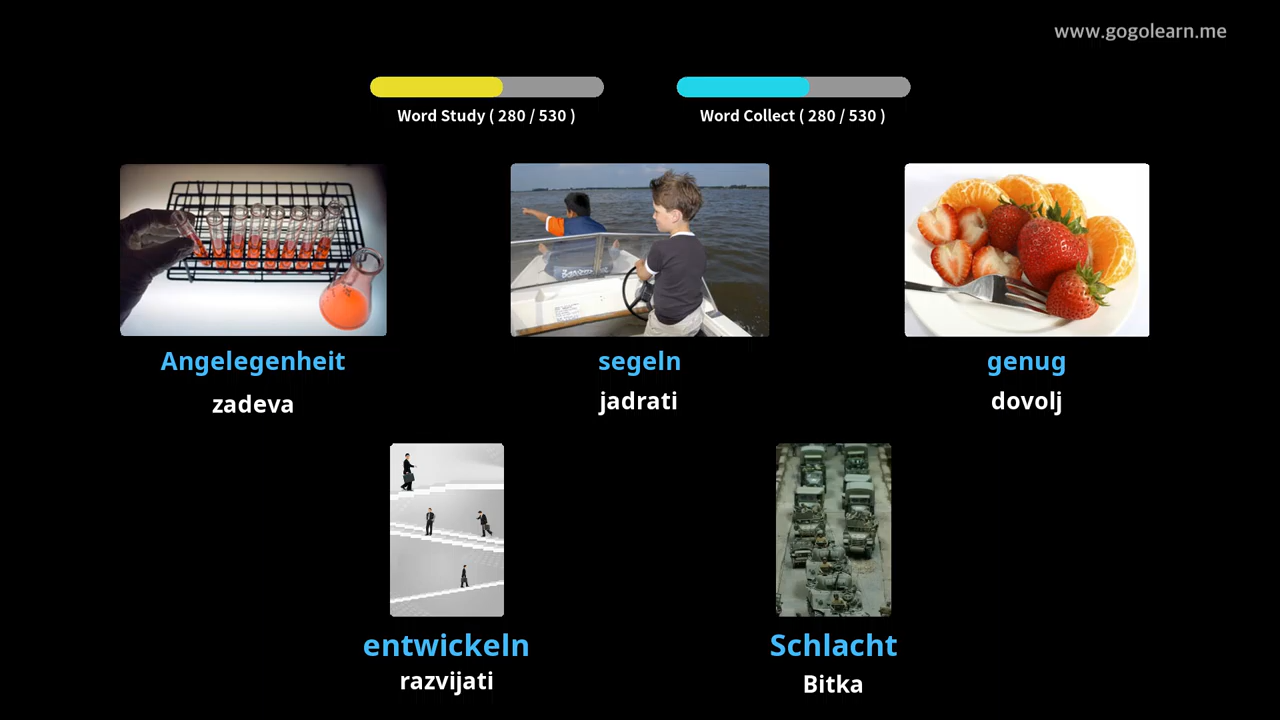 www.gogolearn.me
Word Study ( 280 / 530 )
Word Collect ( 280 / 530 )
Angelegenheit
zadeva
segeln
jadrati
genug
dovolj
entwickeln
razvijati
Schlacht
Bitka